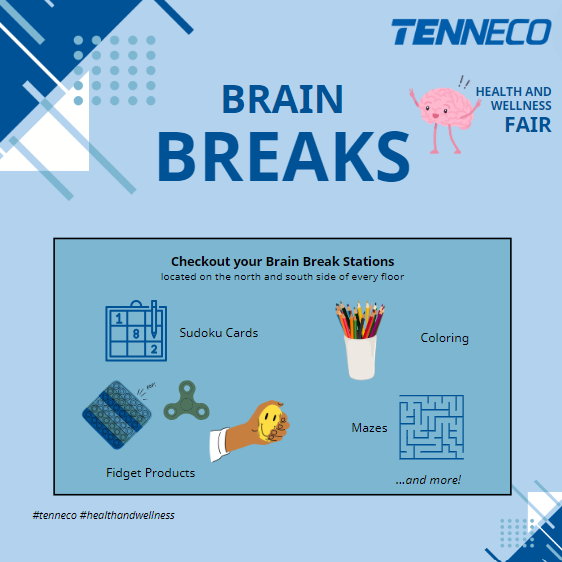 TENNECO
BRAIN
BREAKS
HEALTH AND
WELLNESS
FAIR
Checkout your Brain Break Stations
located on the north and south side of every floor
1
8
2
Sudoku Cards
Coloring
Fidget Products
Mazes
...and more!
#tenneco #healthandwellness